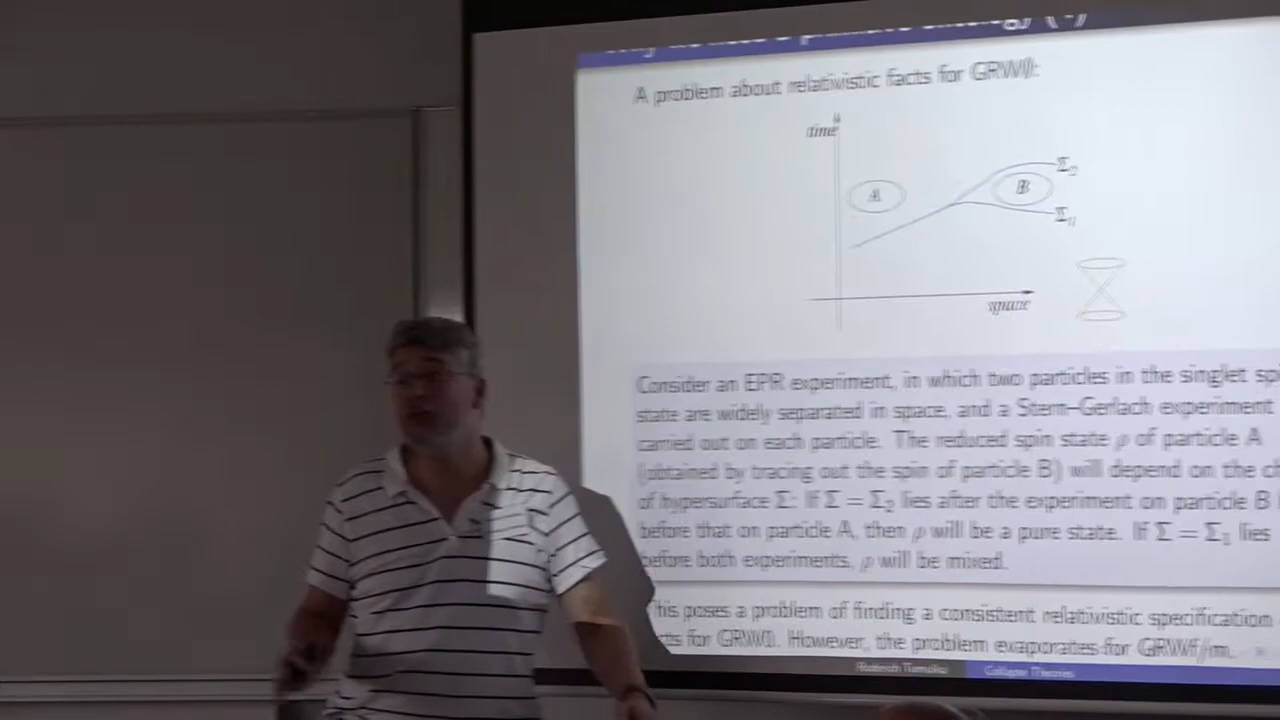 A problem about relativistic facts for GRW∅:
time
A
B
Σ₂
Σ₁
space
Consider an EPR experiment, in which two particles in the singlet
state are widely separated in space, and a Stern–Gerlach experiment
carried out on each particle. The reduced spin state ρ of particle A
(obtained by tracing out the spin of particle B) will depend on the
of hypersurface Σ: If Σ = Σ₂ lies after the experiment on particle B
before that on particle A, then ρ will be a pure state. If Σ = Σ₁ lies
before both experiments, ρ will be mixed.
This poses a problem of finding a consistent relativistic specification
for GRW∅. However, the problem evaporates for GRWf/m.
Collapse Theories